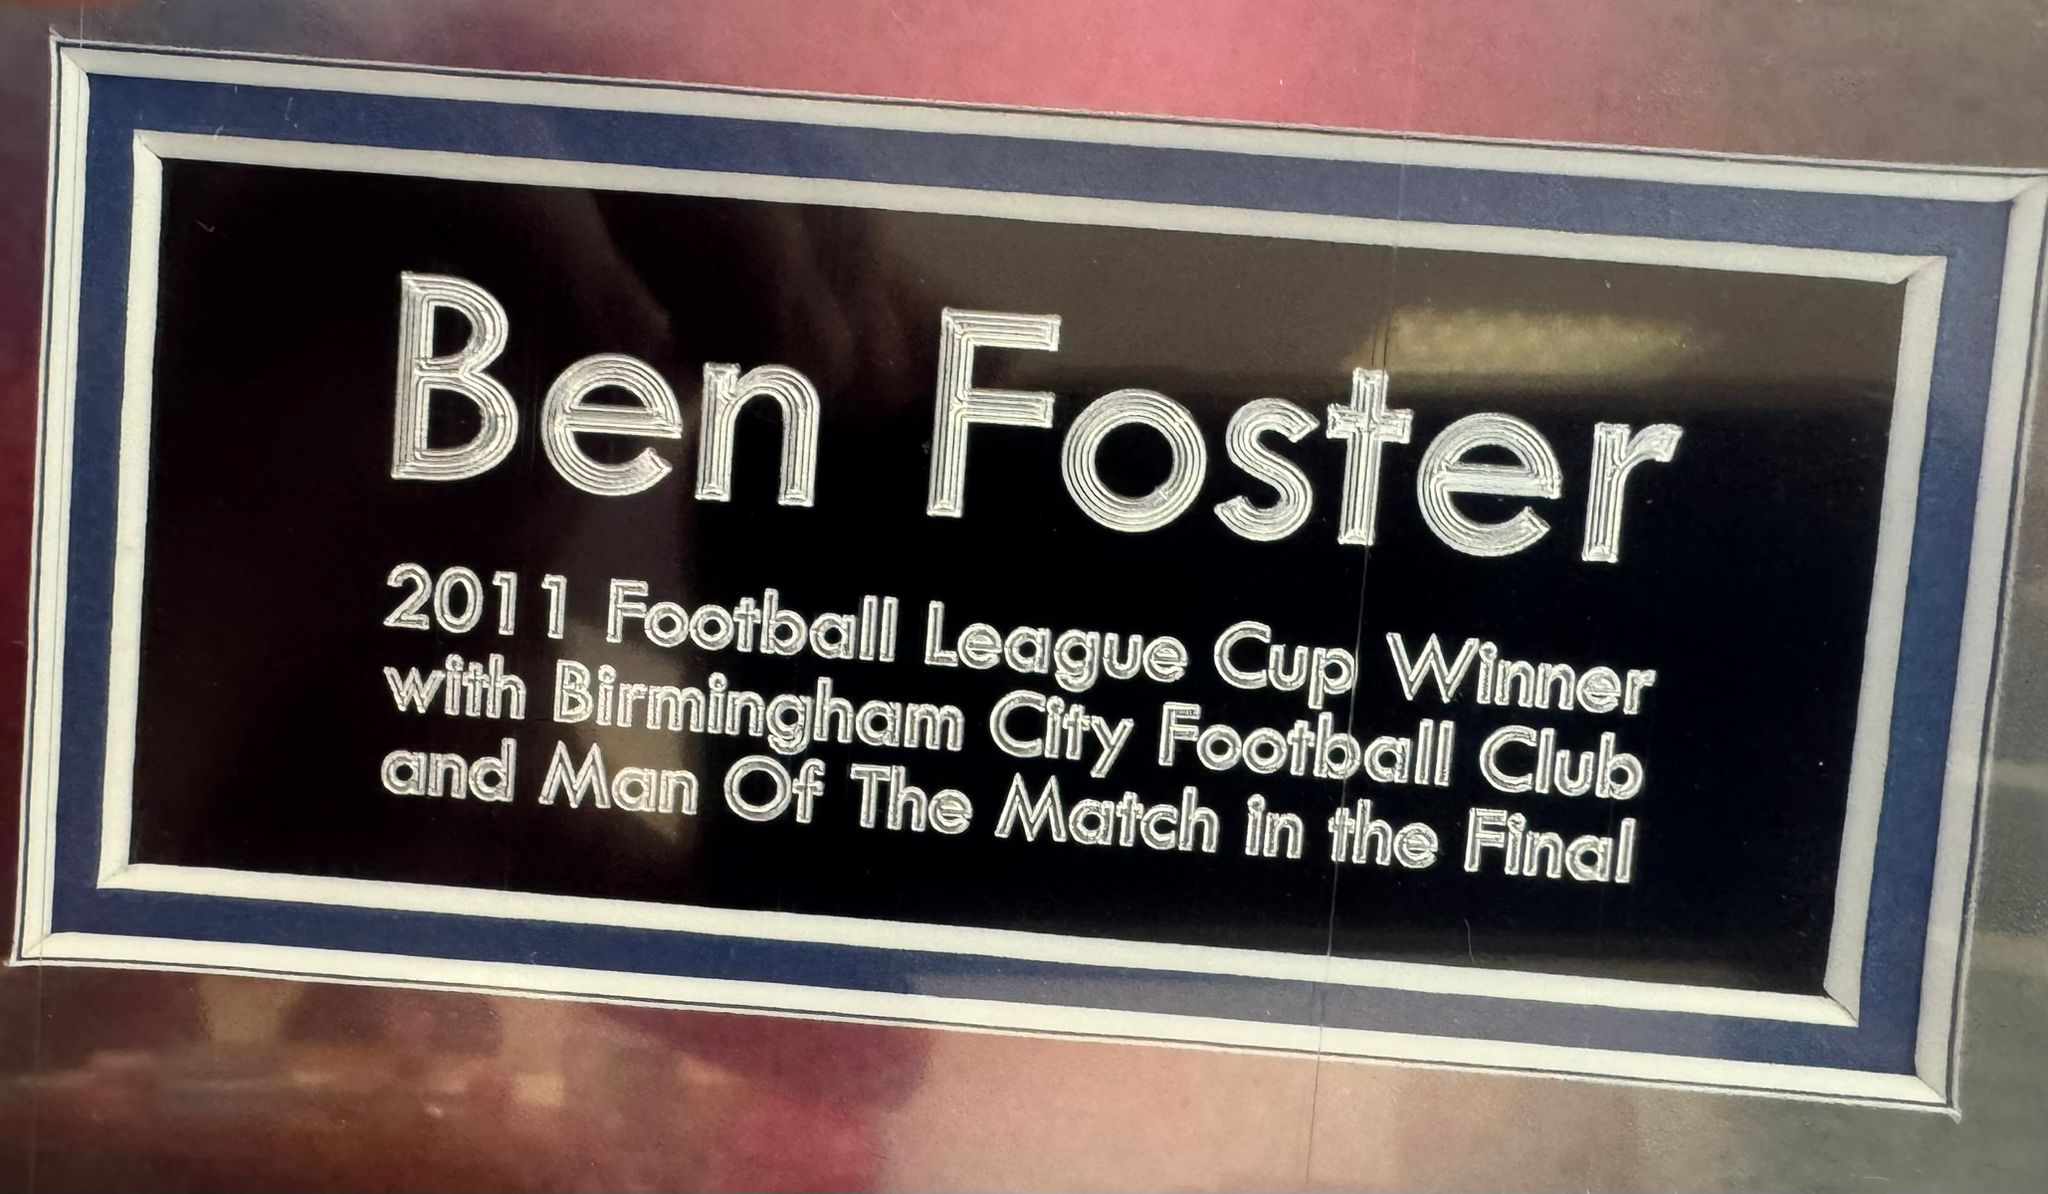 Ben Foster
2011 Football League Cup Winner
with Birmingham City Football Club
and Man Of The Match in the Final